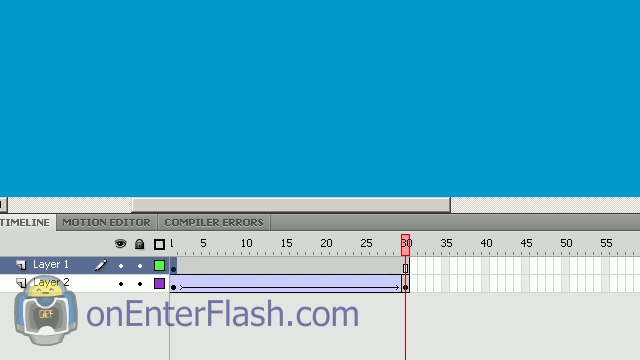 TIMELINE MOTION EDITOR COMPILER ERRORS
1 5 10 15 20 25 30 35 40 45 50 55
Layer 1
Layer 2
OEF
onEnterFlash.com